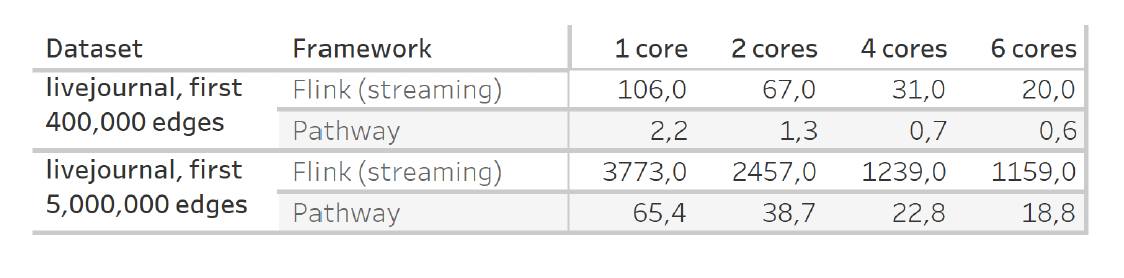 Dataset Framework 1 core 2 cores 4 cores 6 cores
livejournal, first Flink (streaming) 106,0 67,0 31,0 20,0
400,000 edges Pathway 2,2 1,3 0,7 0,6
livejournal, first Flink (streaming) 3773,0 2457,0 1239,0 1159,0
5,000,000 edges Pathway 65,4 38,7 22,8 18,8